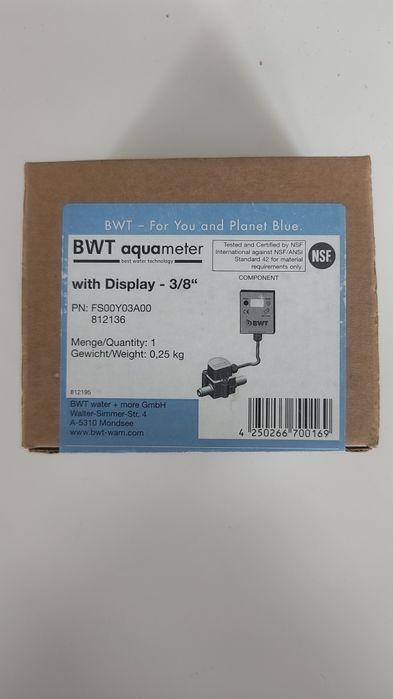 BWT – For You and Planet Blue.
BWT aquameter
best water technology
Tested and Certified by NSF
International against NSF/ANSI
Standard 42 for material
requirements only.
NSF
COMPONENT
with Display - 3/8“
PN: FS00Y03A00
812136
Menge/Quantity: 1
Gewicht/Weight: 0,25 kg
BWT
812195
BWT water + more GmbH
Walter-Simmer-Str. 4
A-5310 Mondsee
www.bwt-wam.com
4 250266 700169